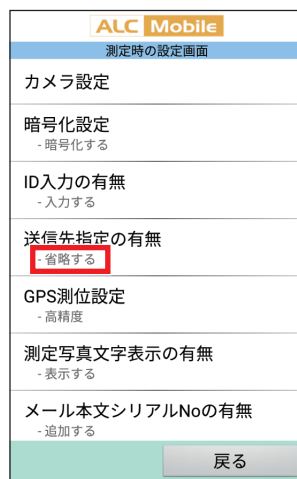 ALC Mobile
測定時の設定画面
カメラ設定
暗号化設定
- 暗号化する
ID入力の有無
- 入力する
送信先指定の有無
- 省略する
GPS測位設定
- 高精度
測定写真文字表示の有無
- 表示する
メール本文シリアルNoの有無
- 追加する
戻る